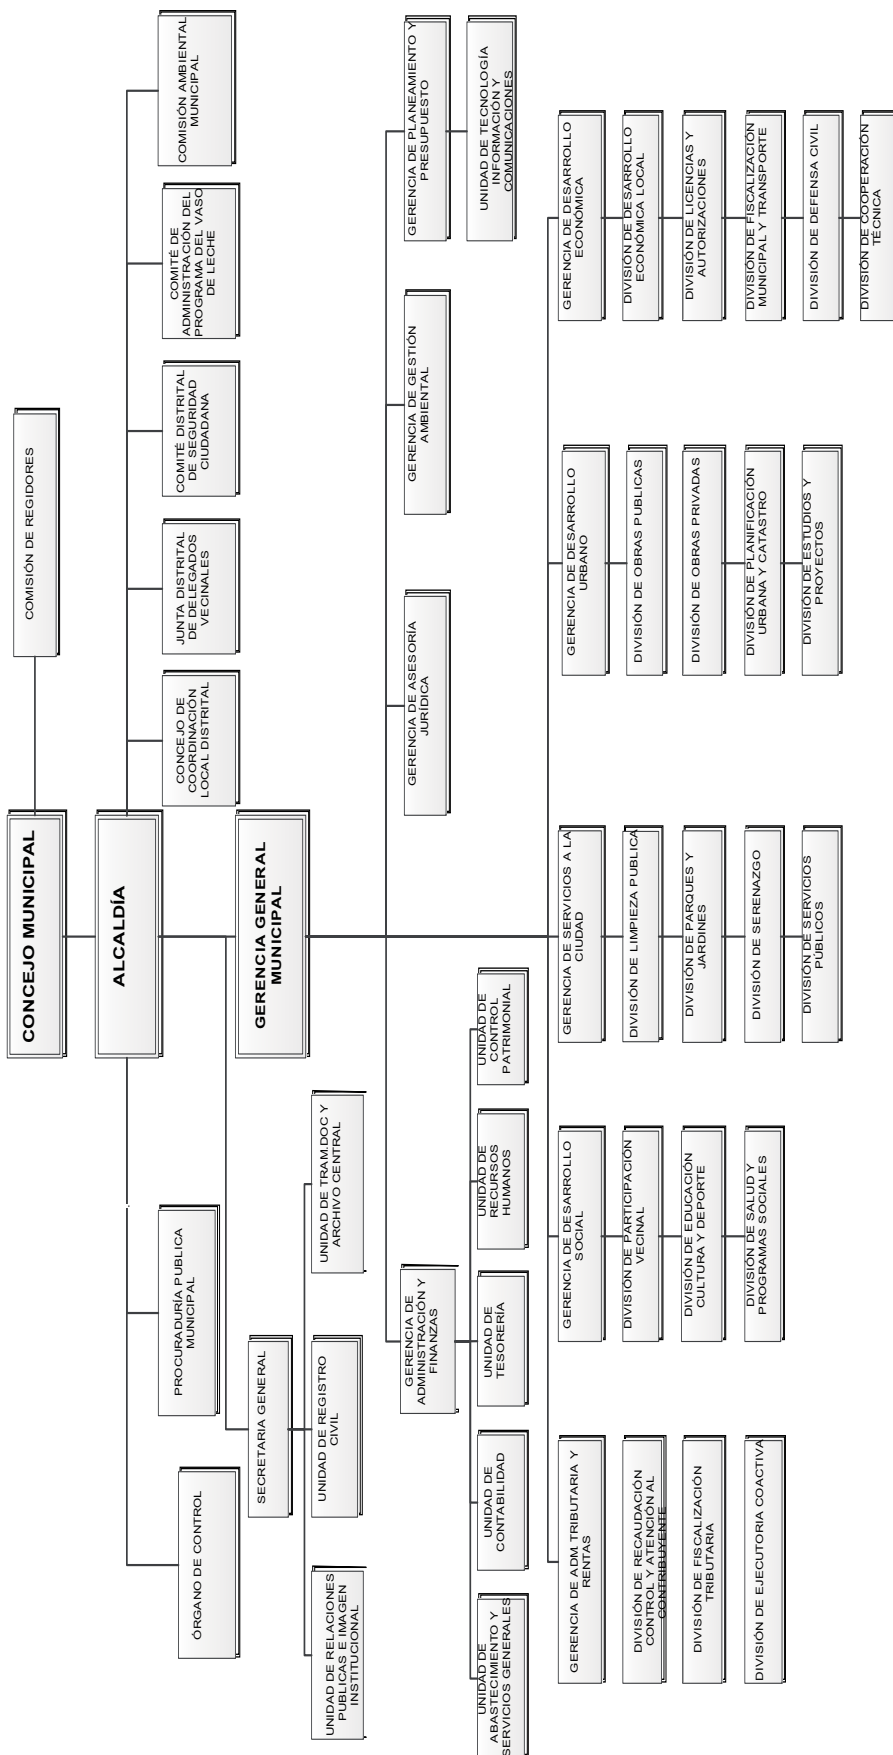 CONCEJO MUNICIPAL
COMISIÓN DE REGIDORES
ALCALDÍA
ÓRGANO DE CONTROL
PROCURADURÍA PUBLICA
MUNICIPAL
CONCEJO DE
COORDINACIÓN
LOCAL DISTRITAL
JUNTA DISTRITAL
DE DELEGADOS
VECINALES
COMITÉ DISTRITAL
DE SEGURIDAD
CIUDADANA
COMITÉ DE
ADMINISTRACIÓN DEL
PROGRAMA DEL VASO
DE LECHE
COMISIÓN AMBIENTAL
MUNICIPAL
SECRETARIA GENERAL
UNIDAD DE RELACIONES
PUBLICAS E IMAGEN
INSTITUCIONAL
UNIDAD DE REGISTRO
CIVIL
UNIDAD DE TRAM.DOC Y
ARCHIVO CENTRAL
GERENCIA GENERAL
MUNICIPAL
GERENCIA DE
ADMINISTRACIÓN Y
FINANZAS
GERENCIA DE ASESORÍA
JURÍDICA
GERENCIA DE GESTIÓN
AMBIENTAL
GERENCIA DE PLANEAMIENTO Y
PRESUPUESTO
UNIDAD DE TECNOLOGÍA
INFORMACIÓN Y
COMUNICACIONES
UNIDAD DE
ABASTECIMIENTO Y
SERVICIOS GENERALES
UNIDAD DE
CONTABILIDAD
UNIDAD DE
TESORERÍA
UNIDAD DE
RECURSOS
HUMANOS
UNIDAD DE
CONTROL
PATRIMONIAL
GERENCIA DE ADM.TRIBUTARIA Y
RENTAS
DIVISIÓN DE RECAUDACIÓN
CONTROL Y ATENCIÓN AL
CONTRIBUYENTE
DIVISIÓN DE FISCALIZACIÓN
TRIBUTARIA
DIVISIÓN DE EJECUTORIA COACTIVA
GERENCIA DE DESARROLLO
SOCIAL
DIVISIÓN DE PARTICIPACIÓN
VECINAL
DIVISIÓN DE EDUCACIÓN
CULTURA Y DEPORTE
DIVISIÓN DE SALUD Y
PROGRAMAS SOCIALES
GERENCIA DE SERVICIOS A LA
CIUDAD
DIVISIÓN DE LIMPIEZA PUBLICA
DIVISIÓN DE PARQUES Y
JARDINES
DIVISIÓN DE SERENAZGO
DIVISIÓN DE SERVICIOS
PÚBLICOS
GERENCIA DE DESARROLLO
URBANO
DIVISIÓN DE OBRAS PUBLICAS
DIVISIÓN DE OBRAS PRIVADAS
DIVISIÓN DE PLANIFICACIÓN
URBANA Y CATASTRO
DIVISIÓN DE ESTUDIOS Y
PROYECTOS
GERENCIA DE DESARROLLO
ECONÓMICA
DIVISIÓN DE DESARROLLO
ECONÓMICA LOCAL
DIVISIÓN DE LICENCIAS Y
AUTORIZACIONES
DIVISIÓN DE FISCALIZACIÓN
MUNICIPAL Y TRANSPORTE
DIVISIÓN DE DEFENSA CIVIL
DIVISIÓN DE COOPERACIÓN
TÉCNICA